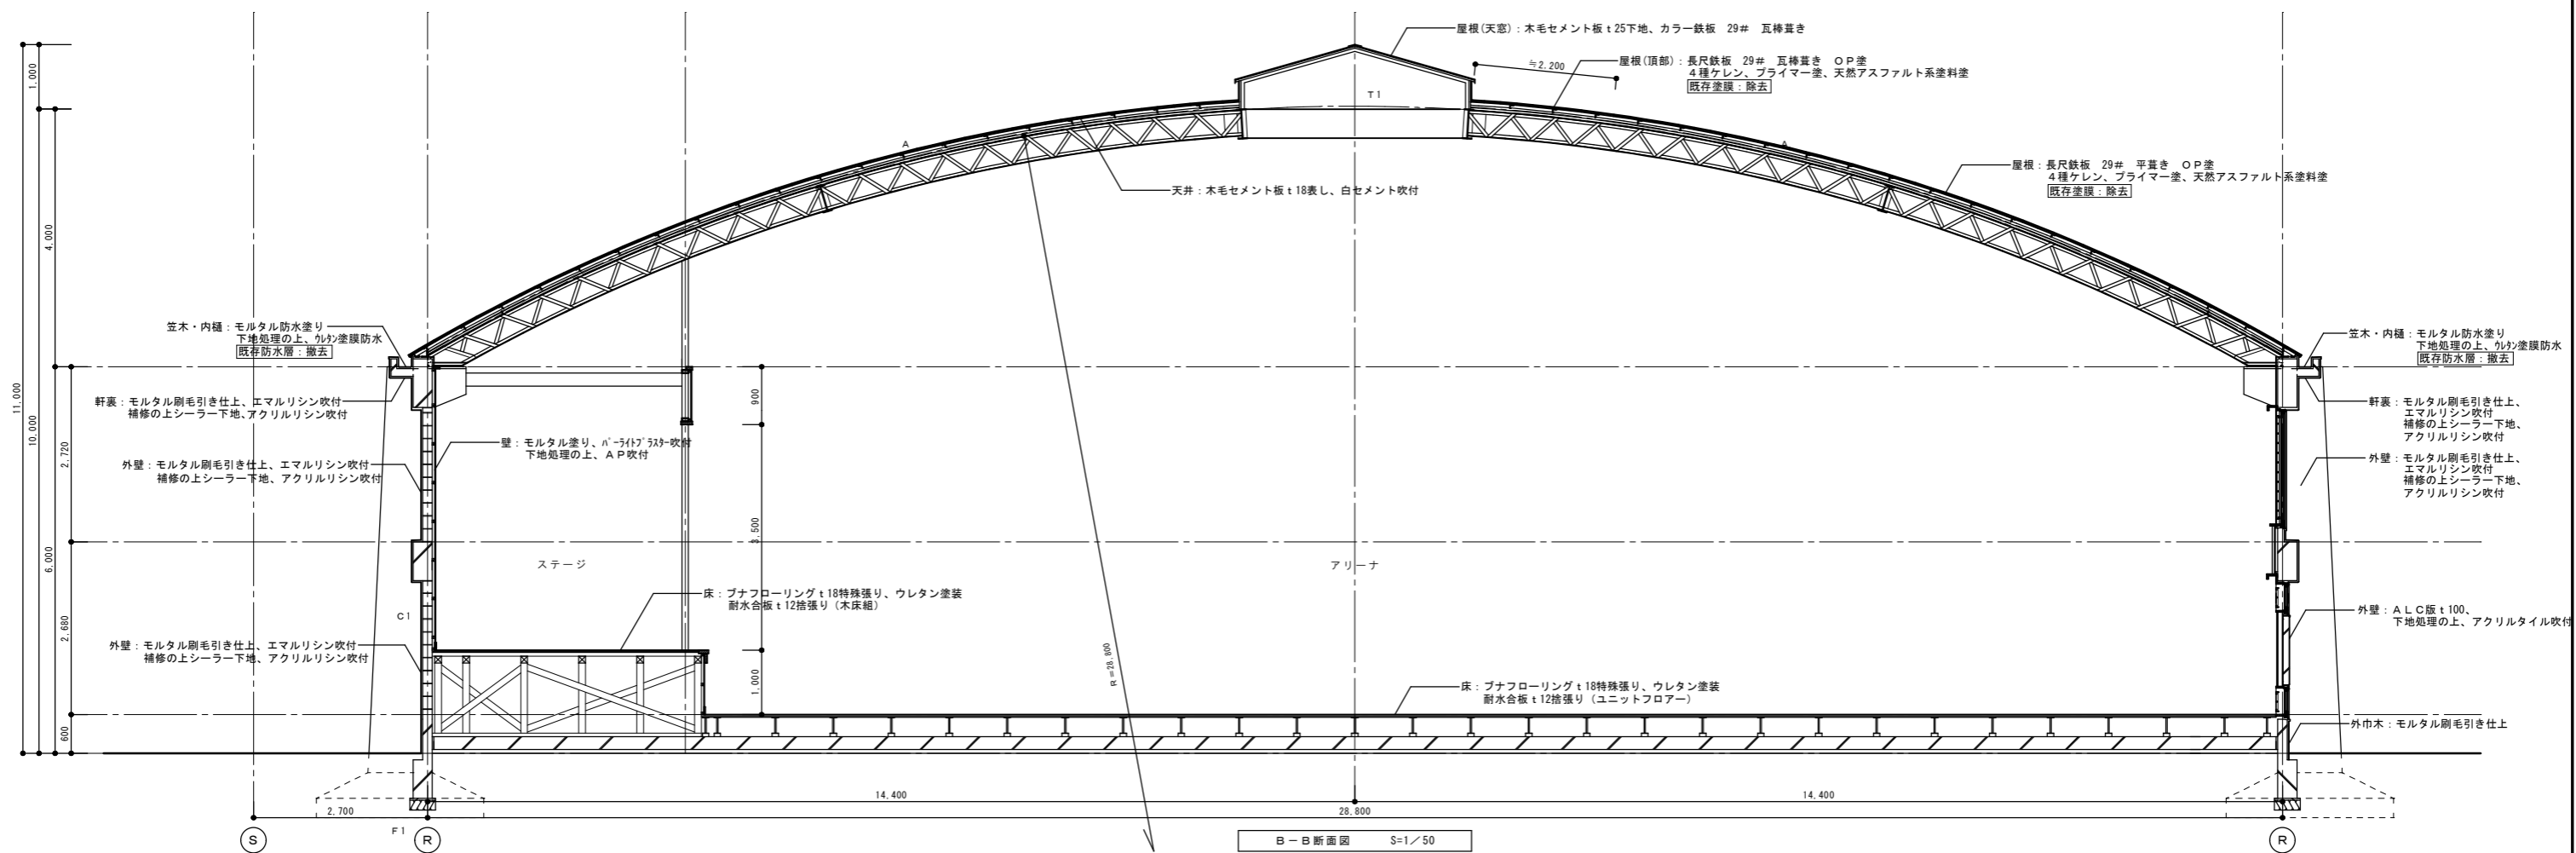 屋根(天窓)：木毛セメント板ｔ25下地、カラー鉄板　29＃　瓦棒葺き
≒2,200
屋根(頂部)：長尺鉄板　29＃　瓦棒葺き　ＯＰ塗
４種ケレン、プライマー塗、天然アスファルト系塗料塗
既存塗膜：除去
T1
A
A
屋根：長尺鉄板　29＃　平葺き　ＯＰ塗
４種ケレン、プライマー塗、天然アスファルト系塗料塗
既存塗膜：除去
天井：木毛セメント板ｔ18表し、白セメント吹付
1,000
4,000
11,000
10,000
6,000
2,720
2,680
600
笠木・内樋：モルタル防水塗り
下地処理の上、ｳﾚﾀﾝ塗膜防水
既存防水層：撤去
軒裏：モルタル刷毛引き仕上、エマルリシン吹付
補修の上シーラー下地、アクリルリシン吹付
外壁：モルタル刷毛引き仕上、エマルリシン吹付
補修の上シーラー下地、アクリルリシン吹付
壁：モルタル塗り、ﾊﾟｰﾗｲﾄﾌﾟﾗｽﾀｰ吹付
下地処理の上、ＡＰ吹付
900
3,500
1,000
ステージ
アリーナ
C1
外壁：モルタル刷毛引き仕上、エマルリシン吹付
補修の上シーラー下地、アクリルリシン吹付
床：ブナフローリングｔ18特殊張り、ウレタン塗装
耐水合板ｔ12捨張り（木床組）
R=28,800
床：ブナフローリングｔ18特殊張り、ウレタン塗装
耐水合板ｔ12捨張り（ユニットフロアー）
笠木・内樋：モルタル防水塗り
下地処理の上、ｳﾚﾀﾝ塗膜防水
既存防水層：撤去
軒裏：モルタル刷毛引き仕上、
エマルリシン吹付
補修の上シーラー下地、
アクリルリシン吹付
外壁：モルタル刷毛引き仕上、
エマルリシン吹付
補修の上シーラー下地、
アクリルリシン吹付
外壁：ＡＬＣ版ｔ100、
下地処理の上、アクリルタイル吹付
外巾木：モルタル刷毛引き仕上
14,400
14,400
2,700
28,800
F1
S
R
R
Ｂ－Ｂ断面図　S=1／50